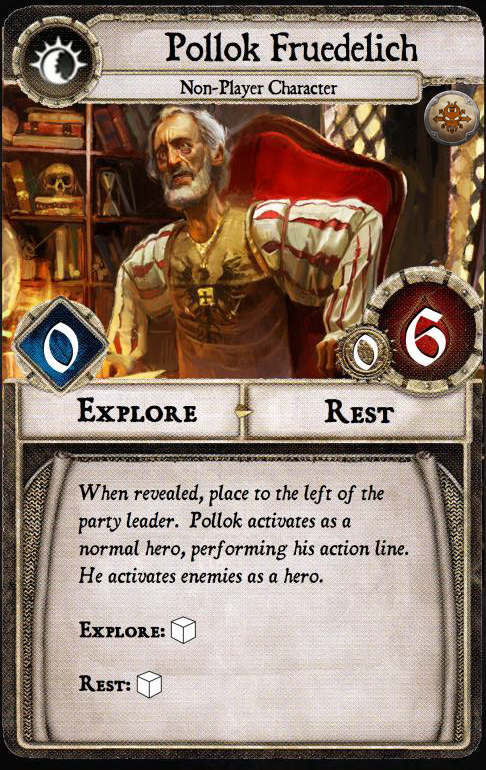 Pollok Fruedelich
Non-Player Character
0
0
6
Explore
Rest
When revealed, place to the left of the
party leader. Pollok activates as a
normal hero, performing his action line.
He activates enemies as a hero.
Explore:
Rest: